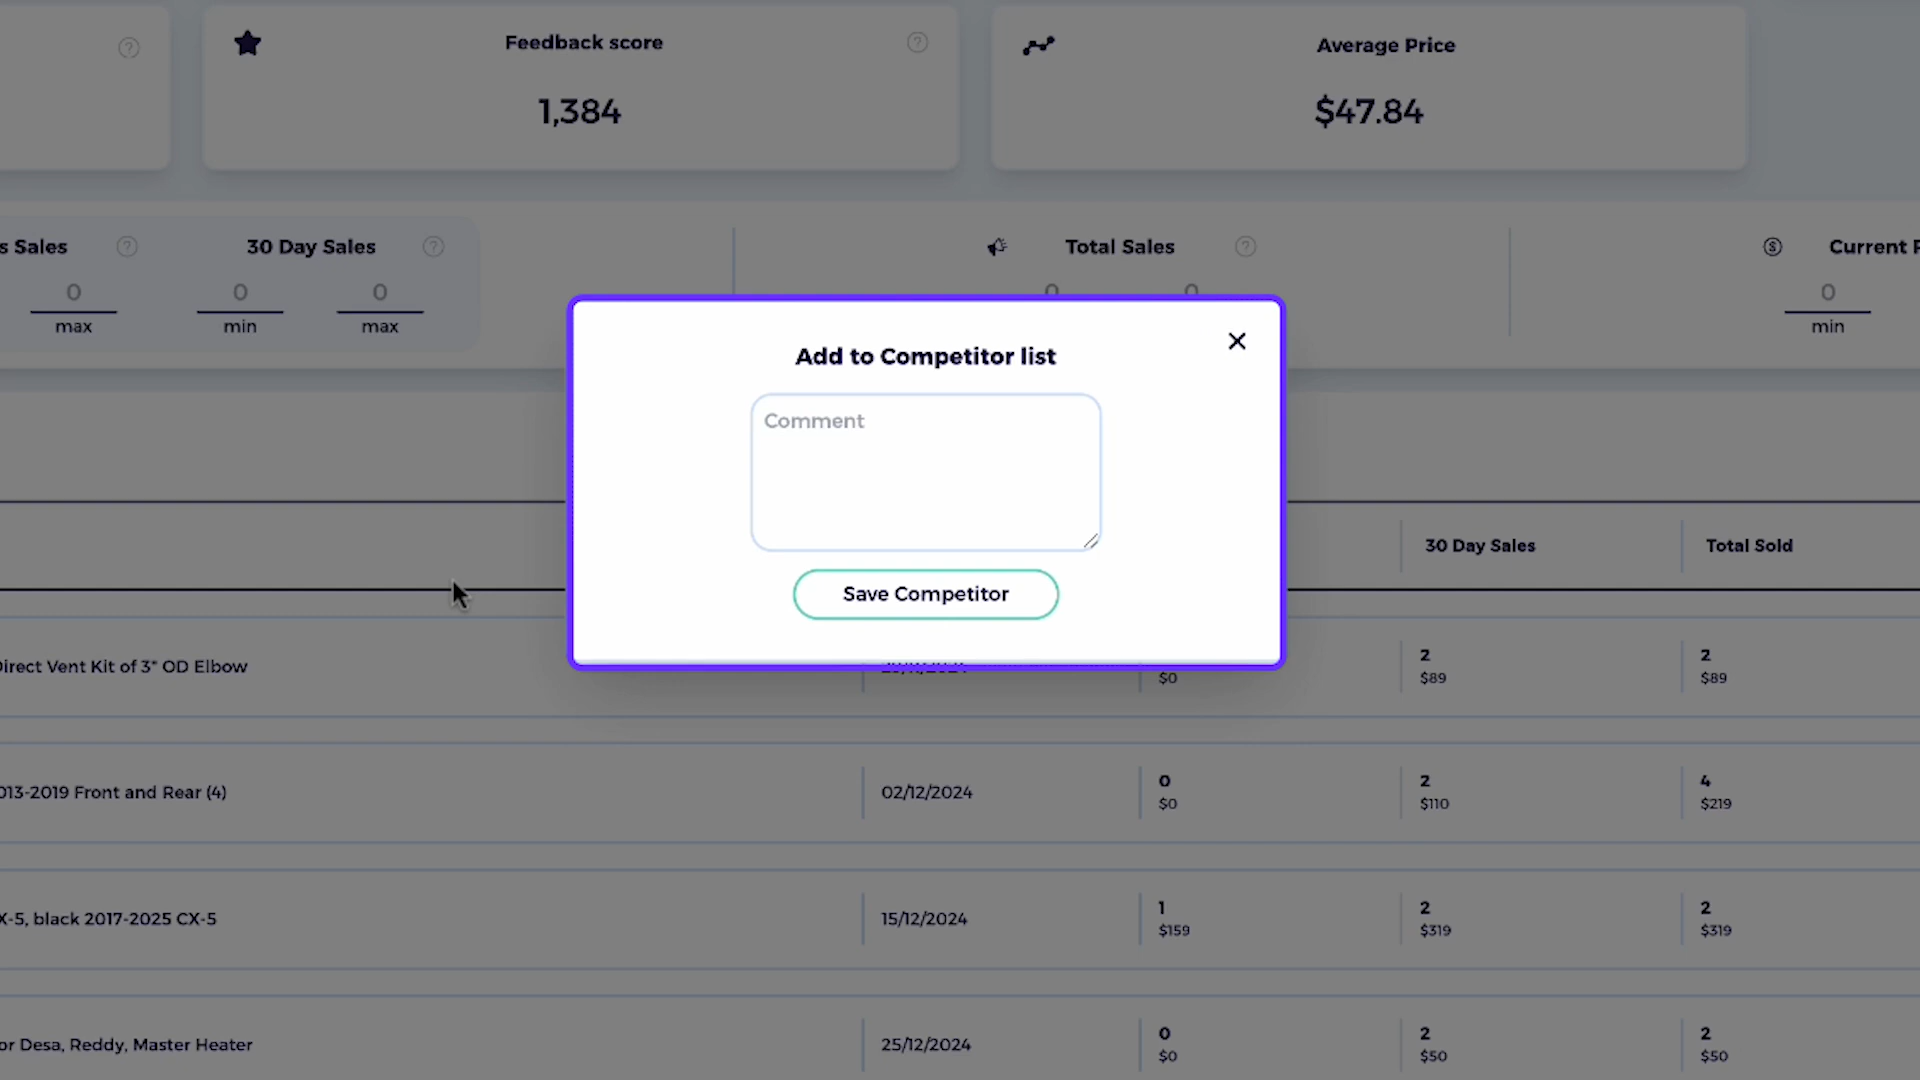 Feedback score
Average Price
1,384
$47.84
s Sales
30 Day Sales
Total Sales
Current P
0
0
0
0
0
0
max
min
max
min
Add to Competitor list
Comment
Save Competitor
30 Day Sales
Total Sold
Direct Vent Kit of 3" OD Elbow
$0
2
$89
2
$89
013-2019 Front and Rear (4)
02/12/2024
0
$0
2
$110
4
$219
X-5, black 2017-2025 CX-5
15/12/2024
1
$159
2
$319
2
$319
or Desa, Reddy, Master Heater
25/12/2024
0
$0
2
$50
2
$50